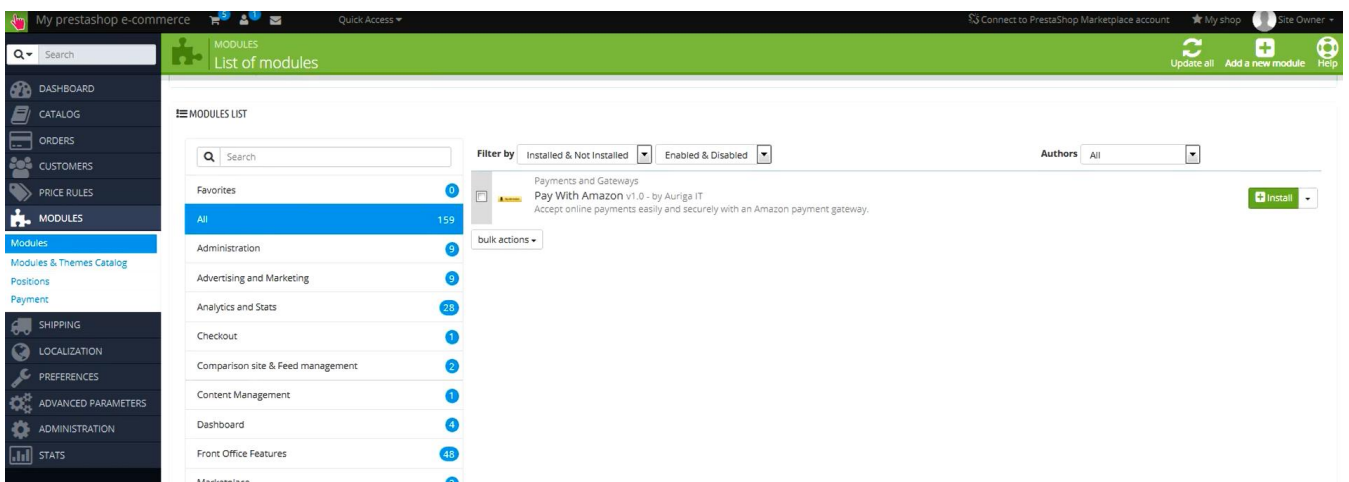 My prestashop e-commerce 5 1 Quick Access Connect to PrestaShop Marketplace account My shop Site Owner
Search
MODULES
List of modules
Update all Add a new module Help
DASHBOARD
CATALOG
ORDERS
CUSTOMERS
PRICE RULES
MODULES
Modules
Modules & Themes Catalog
Positions
Payment
SHIPPING
LOCALIZATION
PREFERENCES
ADVANCED PARAMETERS
ADMINISTRATION
STATS
MODULES LIST
Search
Favorites 0
All 159
Administration 9
Advertising and Marketing 9
Analytics and Stats 28
Checkout 1
Comparison site & Feed management 2
Content Management 1
Dashboard 4
Front Office Features 48
Filter by Installed & Not Installed Enabled & Disabled Authors All
Payments and Gateways
Pay With Amazon v1.0 - by Auriga IT
Accept online payments easily and securely with an Amazon payment gateway.
Install
bulk actions